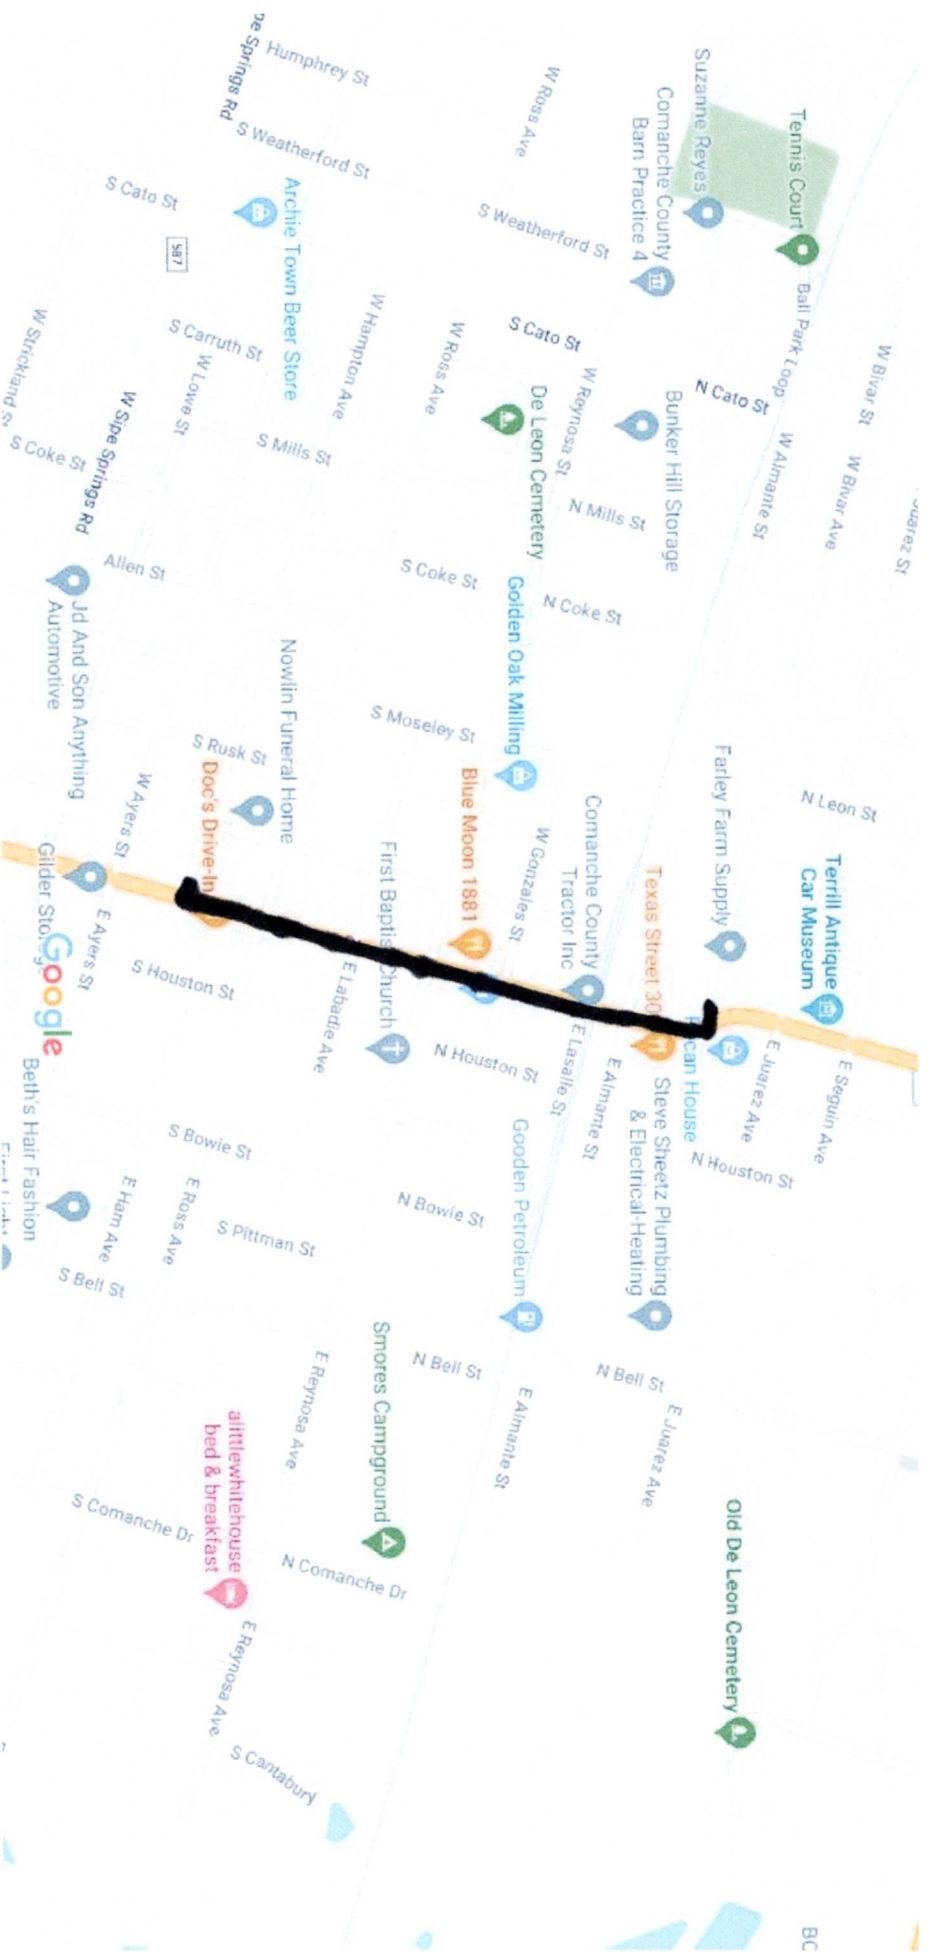 Humphrey St
Springs Rd
S Weatherford St
W Ross Ave
Suzanne Reyes
Comanche County
Barn Practice 4
Tennis Court
S Cato St
Archie Town Beer Store
S Weatherford St
587
Ball Park Loop
W Hampton Ave
W Ross Ave
S Cato St
W Reynosa St
N Cato St
W Bivar St
S Carruth St
W Lowe St
W Strickland
W Sipe Springs Rd
S Mills St
De Leon Cemetery
Bunker Hill Storage
W Almante St
W Bivar Ave
S Coke St
N Mills St
Allen St
S Coke St
N Coke St
Golden Oak Milling
Jd And Son Anything
Automotive
Nowlin Funeral Home
S Moseley St
S Rusk St
Farley Farm Supply
N Leon St
W Ayers St
Doc's Drive-In
Blue Moon 1881
W Gonzales St
Comanche County
Tractor Inc
Texas Street 30
Terrill Antique
Car Museum
Gilder
First Baptis Church
E Ayers St
S Houston St
E Labadie Ave
N Houston St
E Lasalle St
E Almante St
can House
E Juarez Ave
E Seguin Ave
Google
Beth's Hair Fashion
Steve Sheetz Plumbing
& Electrical-Heating
N Houston St
S Bowie St
Gooden Petroleum
E Ham Ave
E Ross Ave
S Pittman St
N Bowie St
S Bell St
Smores Campground
N Bell St
N Bell St
E Reynosa Ave
E Almante St
E Juarez Ave
alittlewhitehouse
bed & breakfast
S Comanche Dr
N Comanche Dr
Old De Leon Cemetery
E Reynosa Ave
S Cantabury
BC